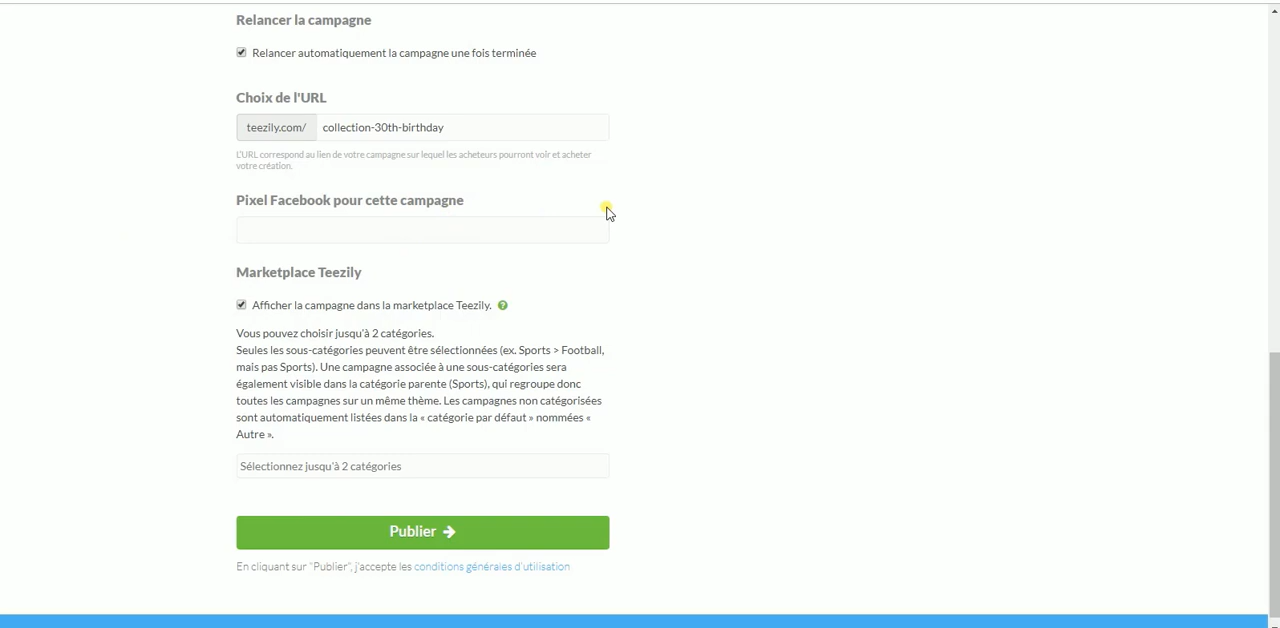 Relancer la campagne
Relancer automatiquement la campagne une fois terminée
Choix de l'URL
teezily.com/ collection-30th-birthday
L'URL correspond au lien de votre campagne sur lequel les acheteurs pourront voir et acheter
votre création.
Pixel Facebook pour cette campagne
Marketplace Teezily
Afficher la campagne dans la marketplace Teezily. ?
Vous pouvez choisir jusqu'à 2 catégories.
Seules les sous-catégories peuvent être sélectionnées (ex. Sports > Football,
mais pas Sports). Une campagne associée à une sous-catégories sera
également visible dans la catégorie parente (Sports), qui regroupe donc
toutes les campagnes sur un même thème. Les campagnes non catégorisées
sont automatiquement listées dans la « catégorie par défaut » nommées «
Autre ».
Sélectionnez jusqu'à 2 catégories
Publier →
En cliquant sur "Publier", j'accepte les conditions générales d'utilisation